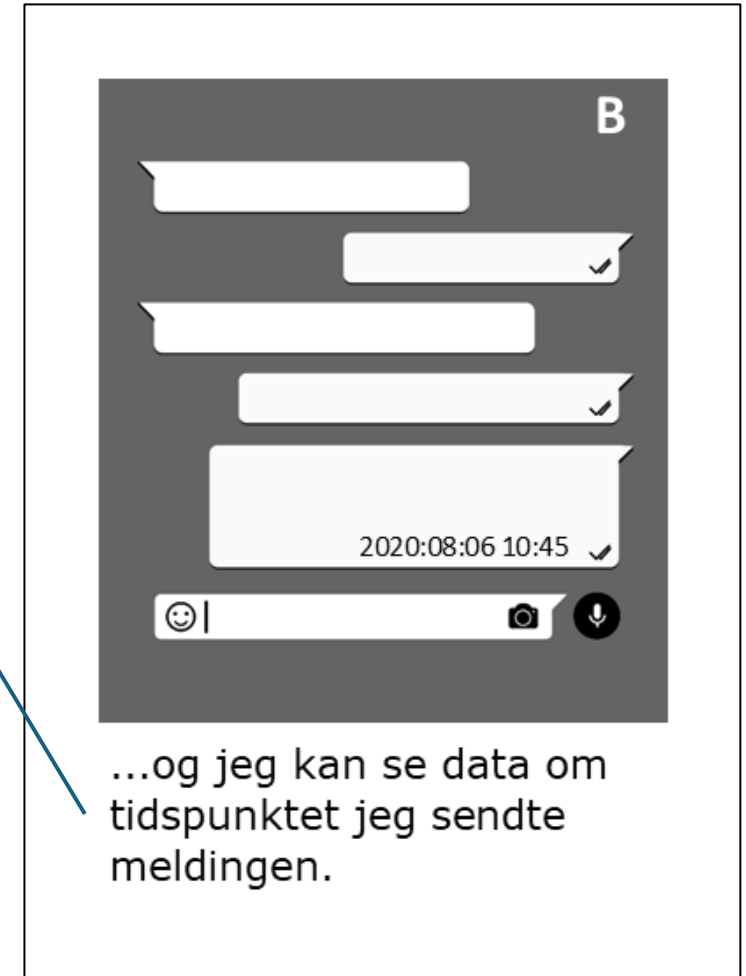 B
2020:08:06 10:45
...og jeg kan se data om
tidspunktet jeg sendte
meldingen.